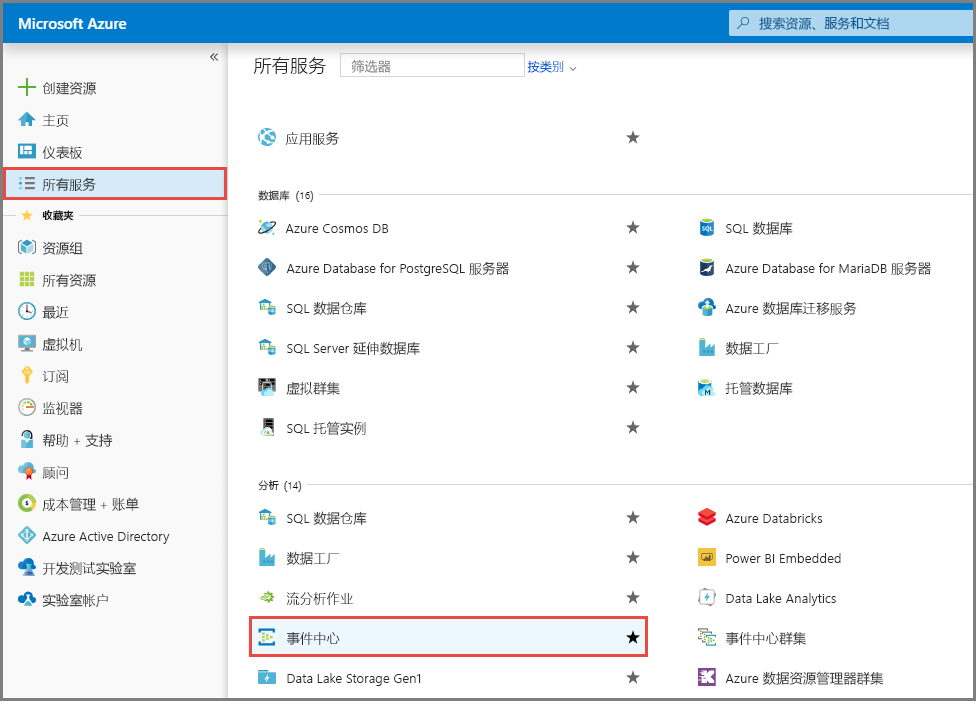 Microsoft Azure
搜索资源、服务和文档
«
创建资源
主页
仪表板
所有服务
收藏夹
资源组
所有资源
最近
虚拟机
订阅
监视器
帮助 + 支持
顾问
成本管理 + 账单
Azure Active Directory
开发测试实验室
实验室帐户
所有服务
筛选器
按类别
应用服务
数据库 (16)
Azure Cosmos DB
SQL 数据库
Azure Database for PostgreSQL 服务器
Azure Database for MariaDB 服务器
SQL 数据仓库
Azure 数据库迁移服务
SQL Server 延伸数据库
数据工厂
虚拟群集
托管数据库
SQL 托管实例
分析 (14)
SQL 数据仓库
Azure Databricks
数据工厂
Power BI Embedded
流分析作业
Data Lake Analytics
事件中心
事件中心群集
Data Lake Storage Gen1
Azure 数据资源管理器群集